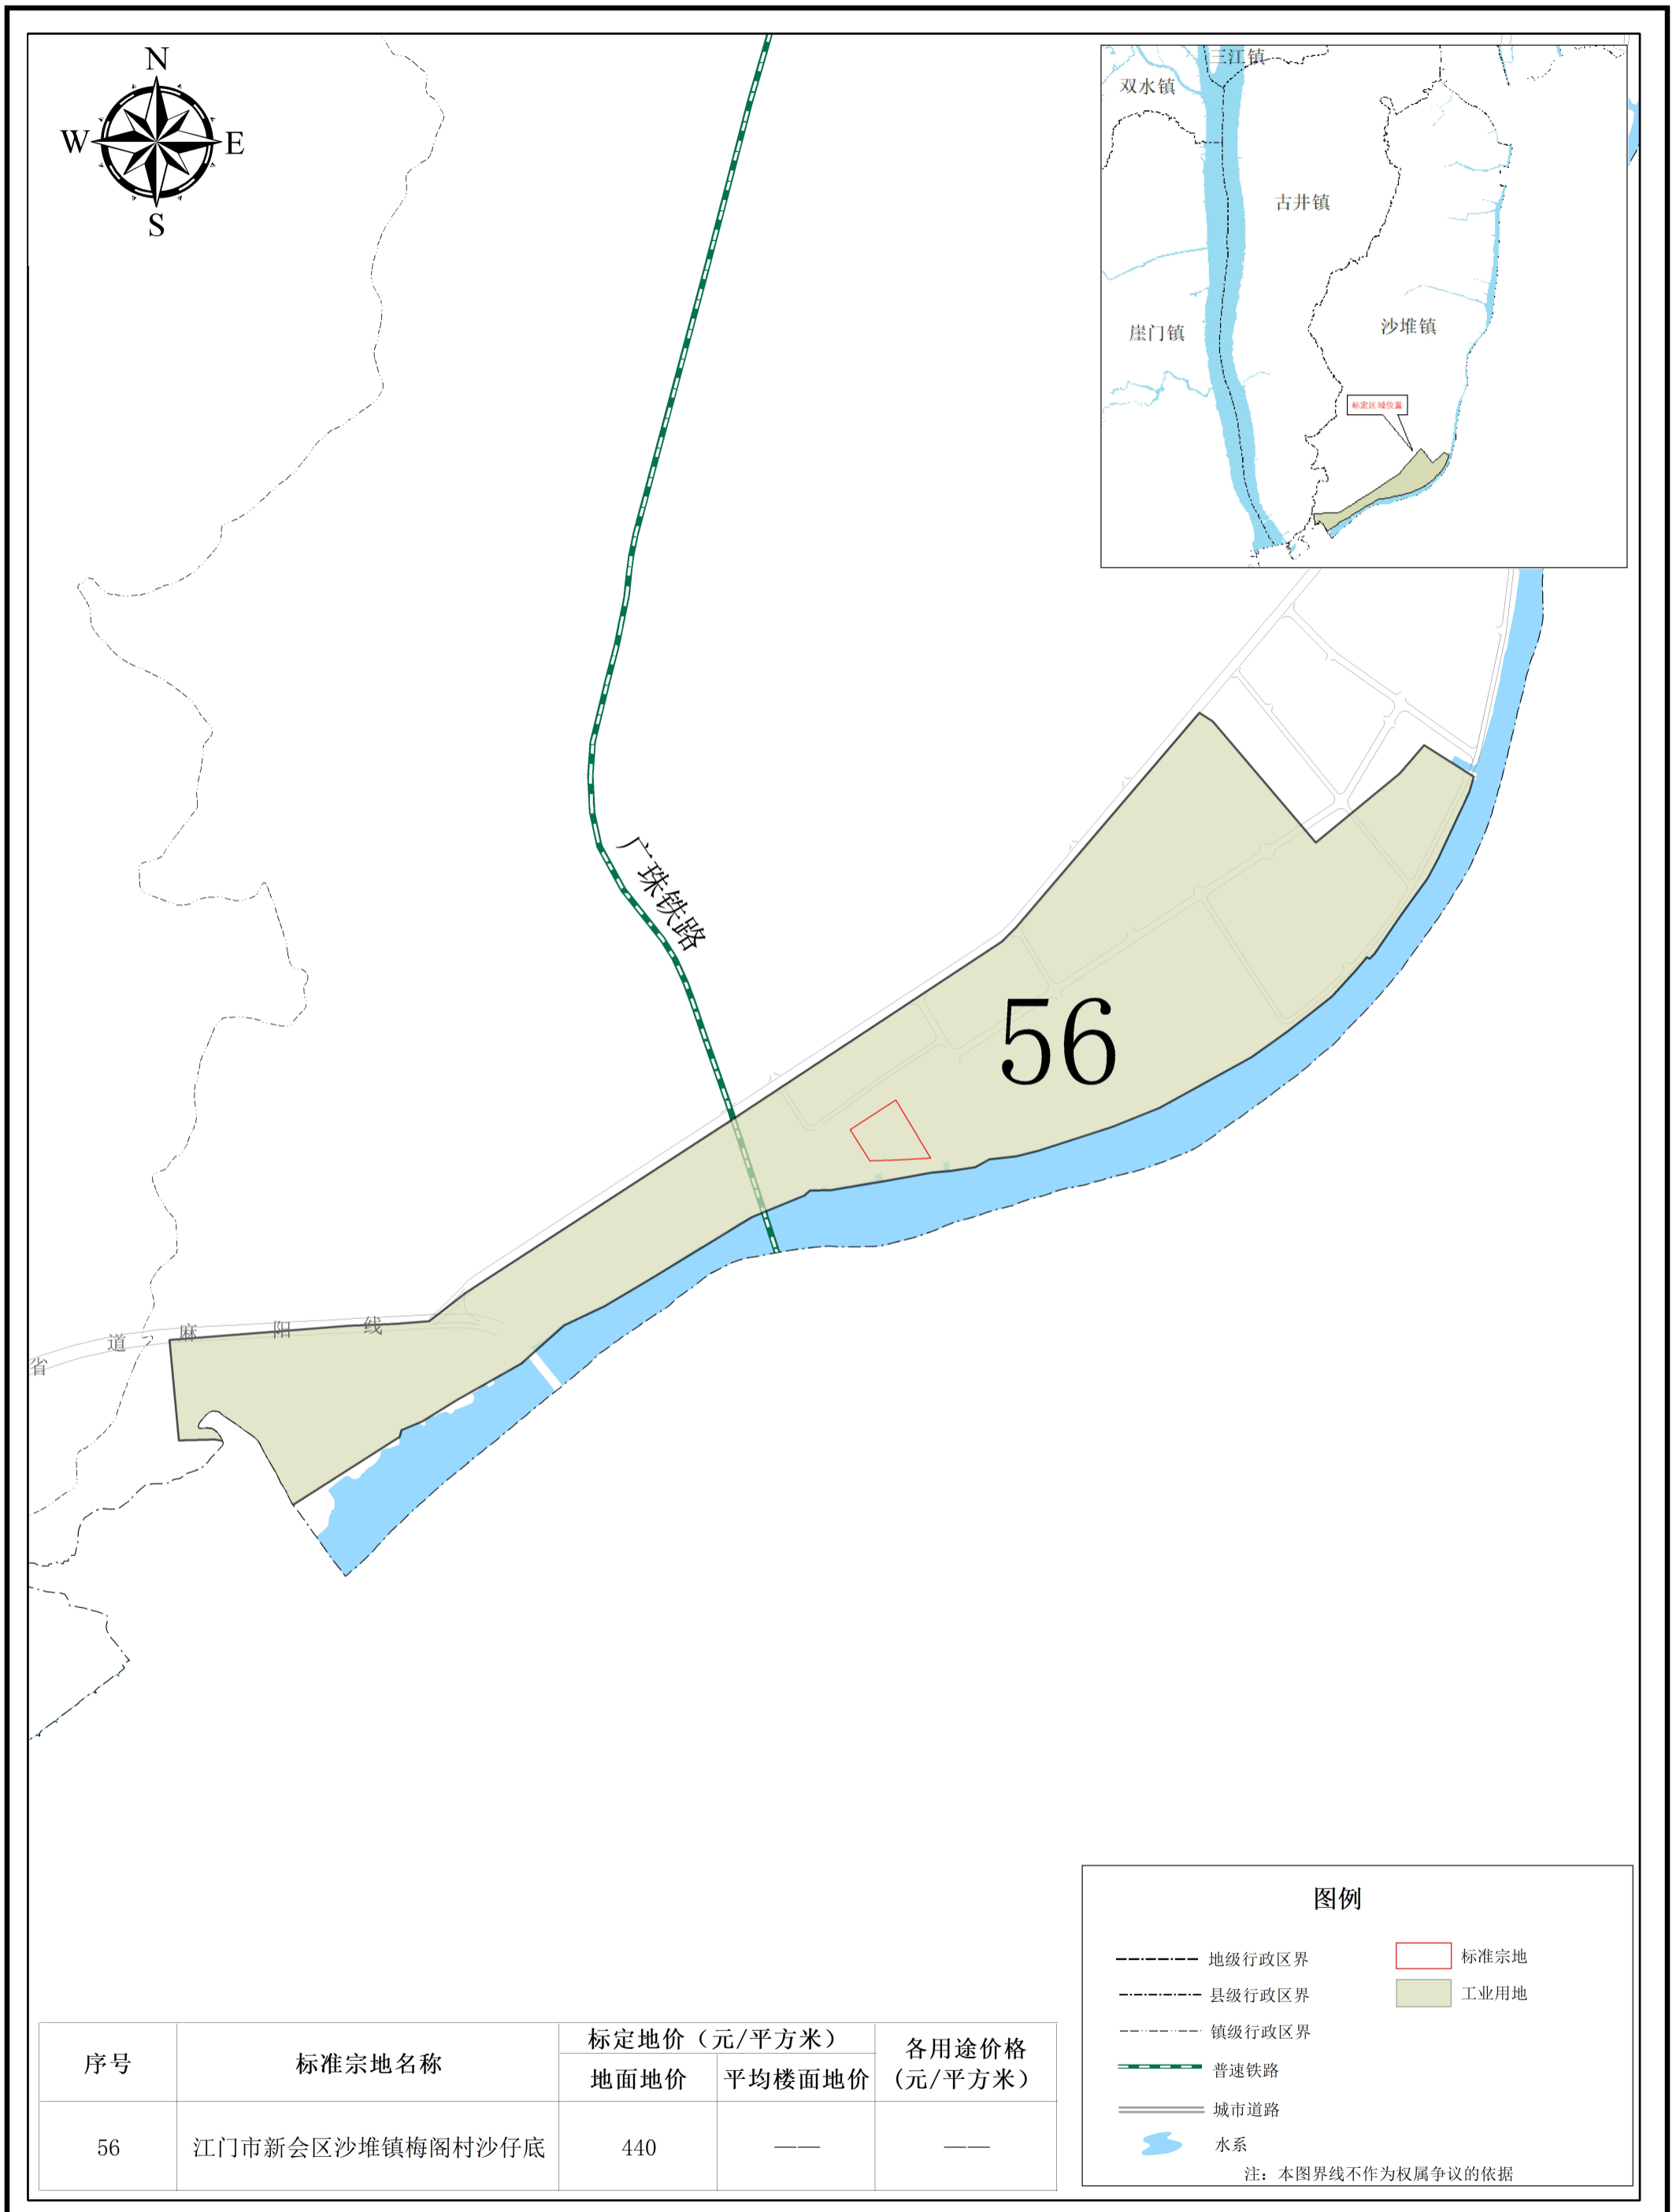 N
W
E
S
三江镇
双水镇
古井镇
崖门镇
沙堆镇
标定区域位置
广珠铁路
56
省道麻阳线
图例
地级行政区界
县级行政区界
镇级行政区界
普速铁路
城市道路
水系
标准宗地
工业用地
注：本图界线不作为权属争议的依据
序号
标准宗地名称
标定地价（元/平方米）
地面地价
平均楼面地价
各用途价格
(元/平方米）
56
江门市新会区沙堆镇梅阁村沙仔底
440
——
——